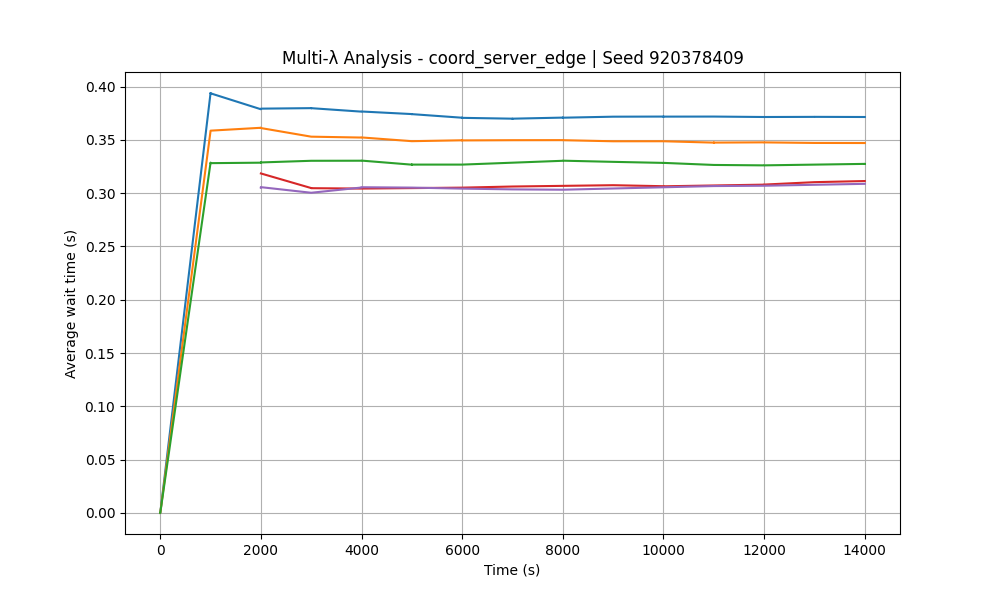 Multi-λ Analysis - coord_server_edge | Seed 920378409
Average wait time (s)
0.40
0.35
0.30
0.25
0.20
0.15
0.10
0.05
0.00
0 2000 4000 6000 8000 10000 12000 14000
Time (s)